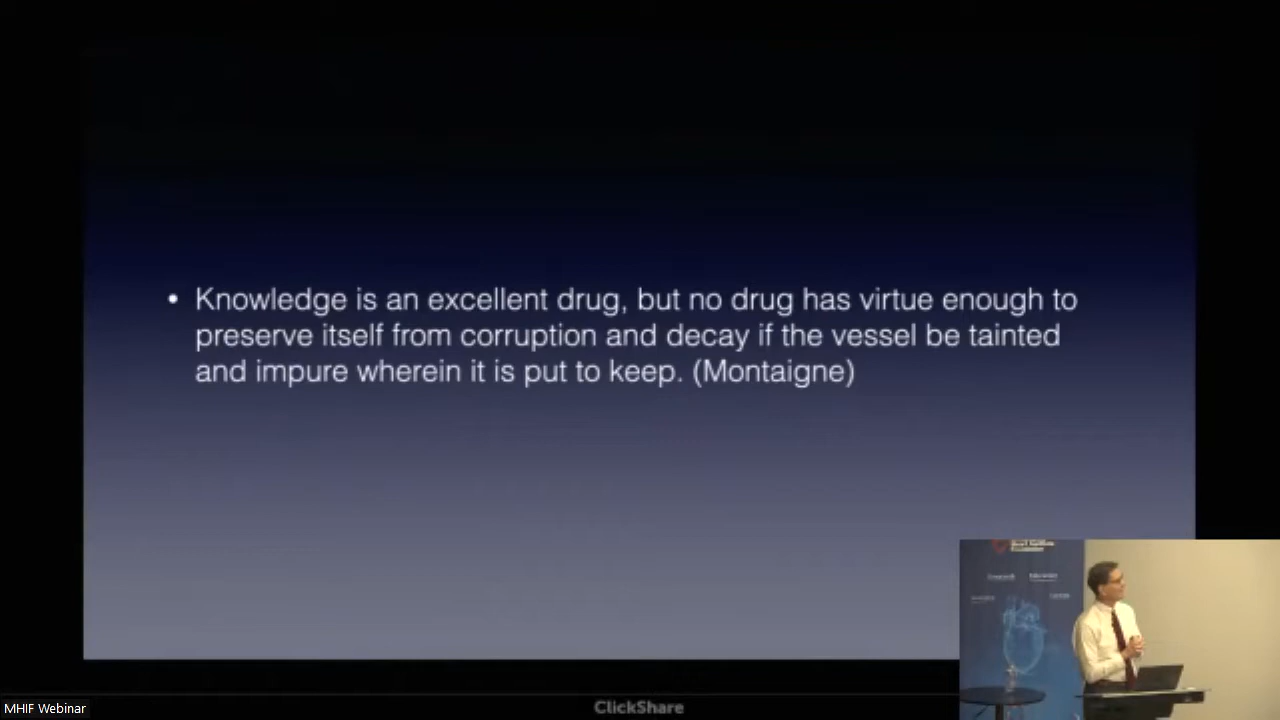 • Knowledge is an excellent drug, but no drug has virtue enough to
preserve itself from corruption and decay if the vessel be tainted
and impure wherein it is put to keep. (Montaigne)
MHIF Webinar
ClickShare